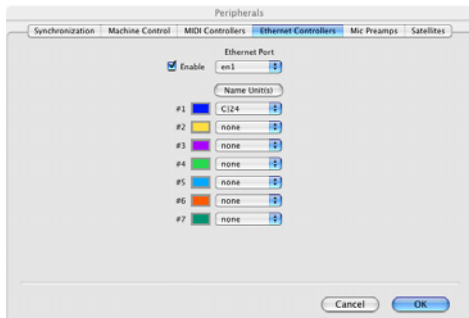 Peripherals
Synchronization Machine Control MIDI Controllers Ethernet Controllers Mic Preamps Satellites
Ethernet Port
Enable en1
Name Unit(s)
#1 C|24
#2 none
#3 none
#4 none
#5 none
#6 none
#7 none
Cancel OK